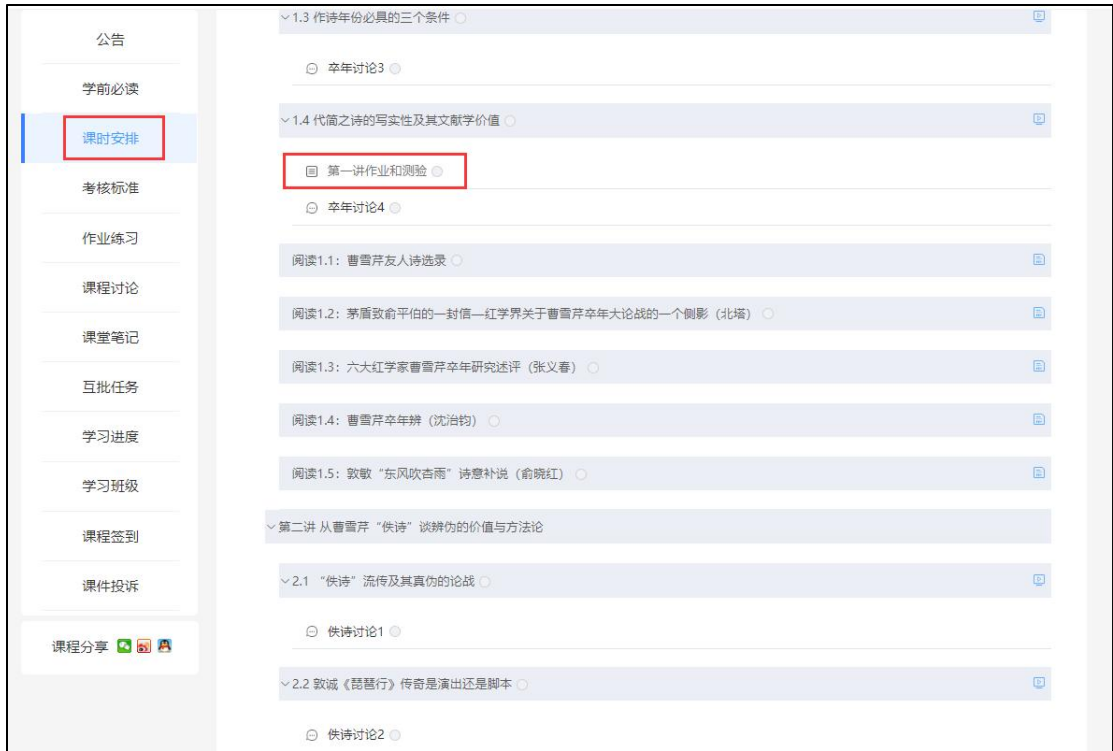 公告
学前必读
课时安排
考核标准
作业练习
课程讨论
课堂笔记
互批任务
学习进度
学习班级
课程签到
课件投诉
课程分享
1.3 作诗年份必具的三个条件
卒年讨论3
1.4 代简之诗的写实性及其文献学价值
第一讲作业和测验
卒年讨论4
阅读1.1：曹雪芹友人诗选录
阅读1.2：茅盾致俞平伯的一封信—红学界关于曹雪芹卒年大论战的一个侧影（北塔）
阅读1.3：六大红学家曹雪芹卒年研究述评（张义春）
阅读1.4：曹雪芹卒年辨（沈治钧）
阅读1.5：敦敏“东风吹杏雨”诗意补说（俞晓红）
第二讲 从曹雪芹“佚诗”谈辨伪的价值与方法论
2.1 “佚诗”流传及其真伪的论战
佚诗讨论1
2.2 敦诚《琵琶行》传奇是演出还是脚本
佚诗讨论2